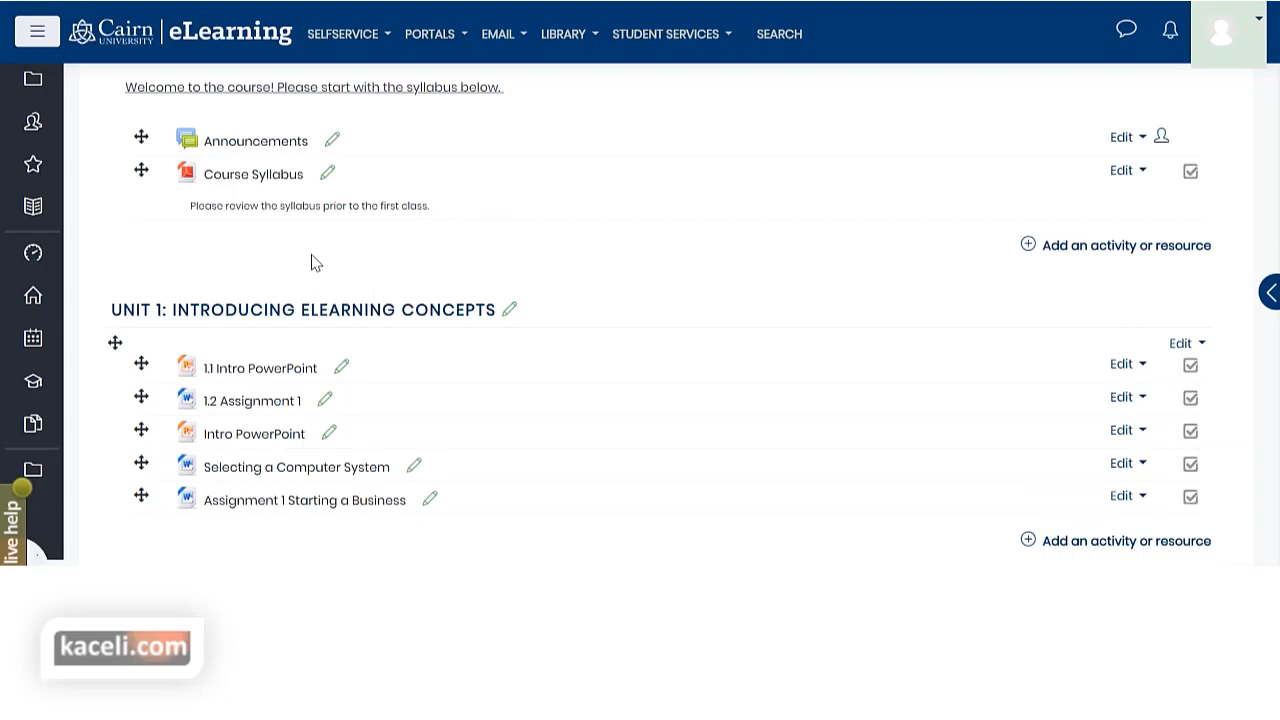 Cairn UNIVERSITY | eLearning SELFSERVICE PORTALS EMAIL LIBRARY STUDENT SERVICES SEARCH
Welcome to the course! Please start with the syllabus below.
Announcements Edit
Course Syllabus Edit
Please review the syllabus prior to the first class.
Add an activity or resource
UNIT 1: INTRODUCING ELEARNING CONCEPTS
Edit
1.1 Intro PowerPoint Edit
1.2 Assignment 1 Edit
Intro PowerPoint Edit
Selecting a Computer System Edit
Assignment 1 Starting a Business Edit
Add an activity or resource
live help
kaceli.com